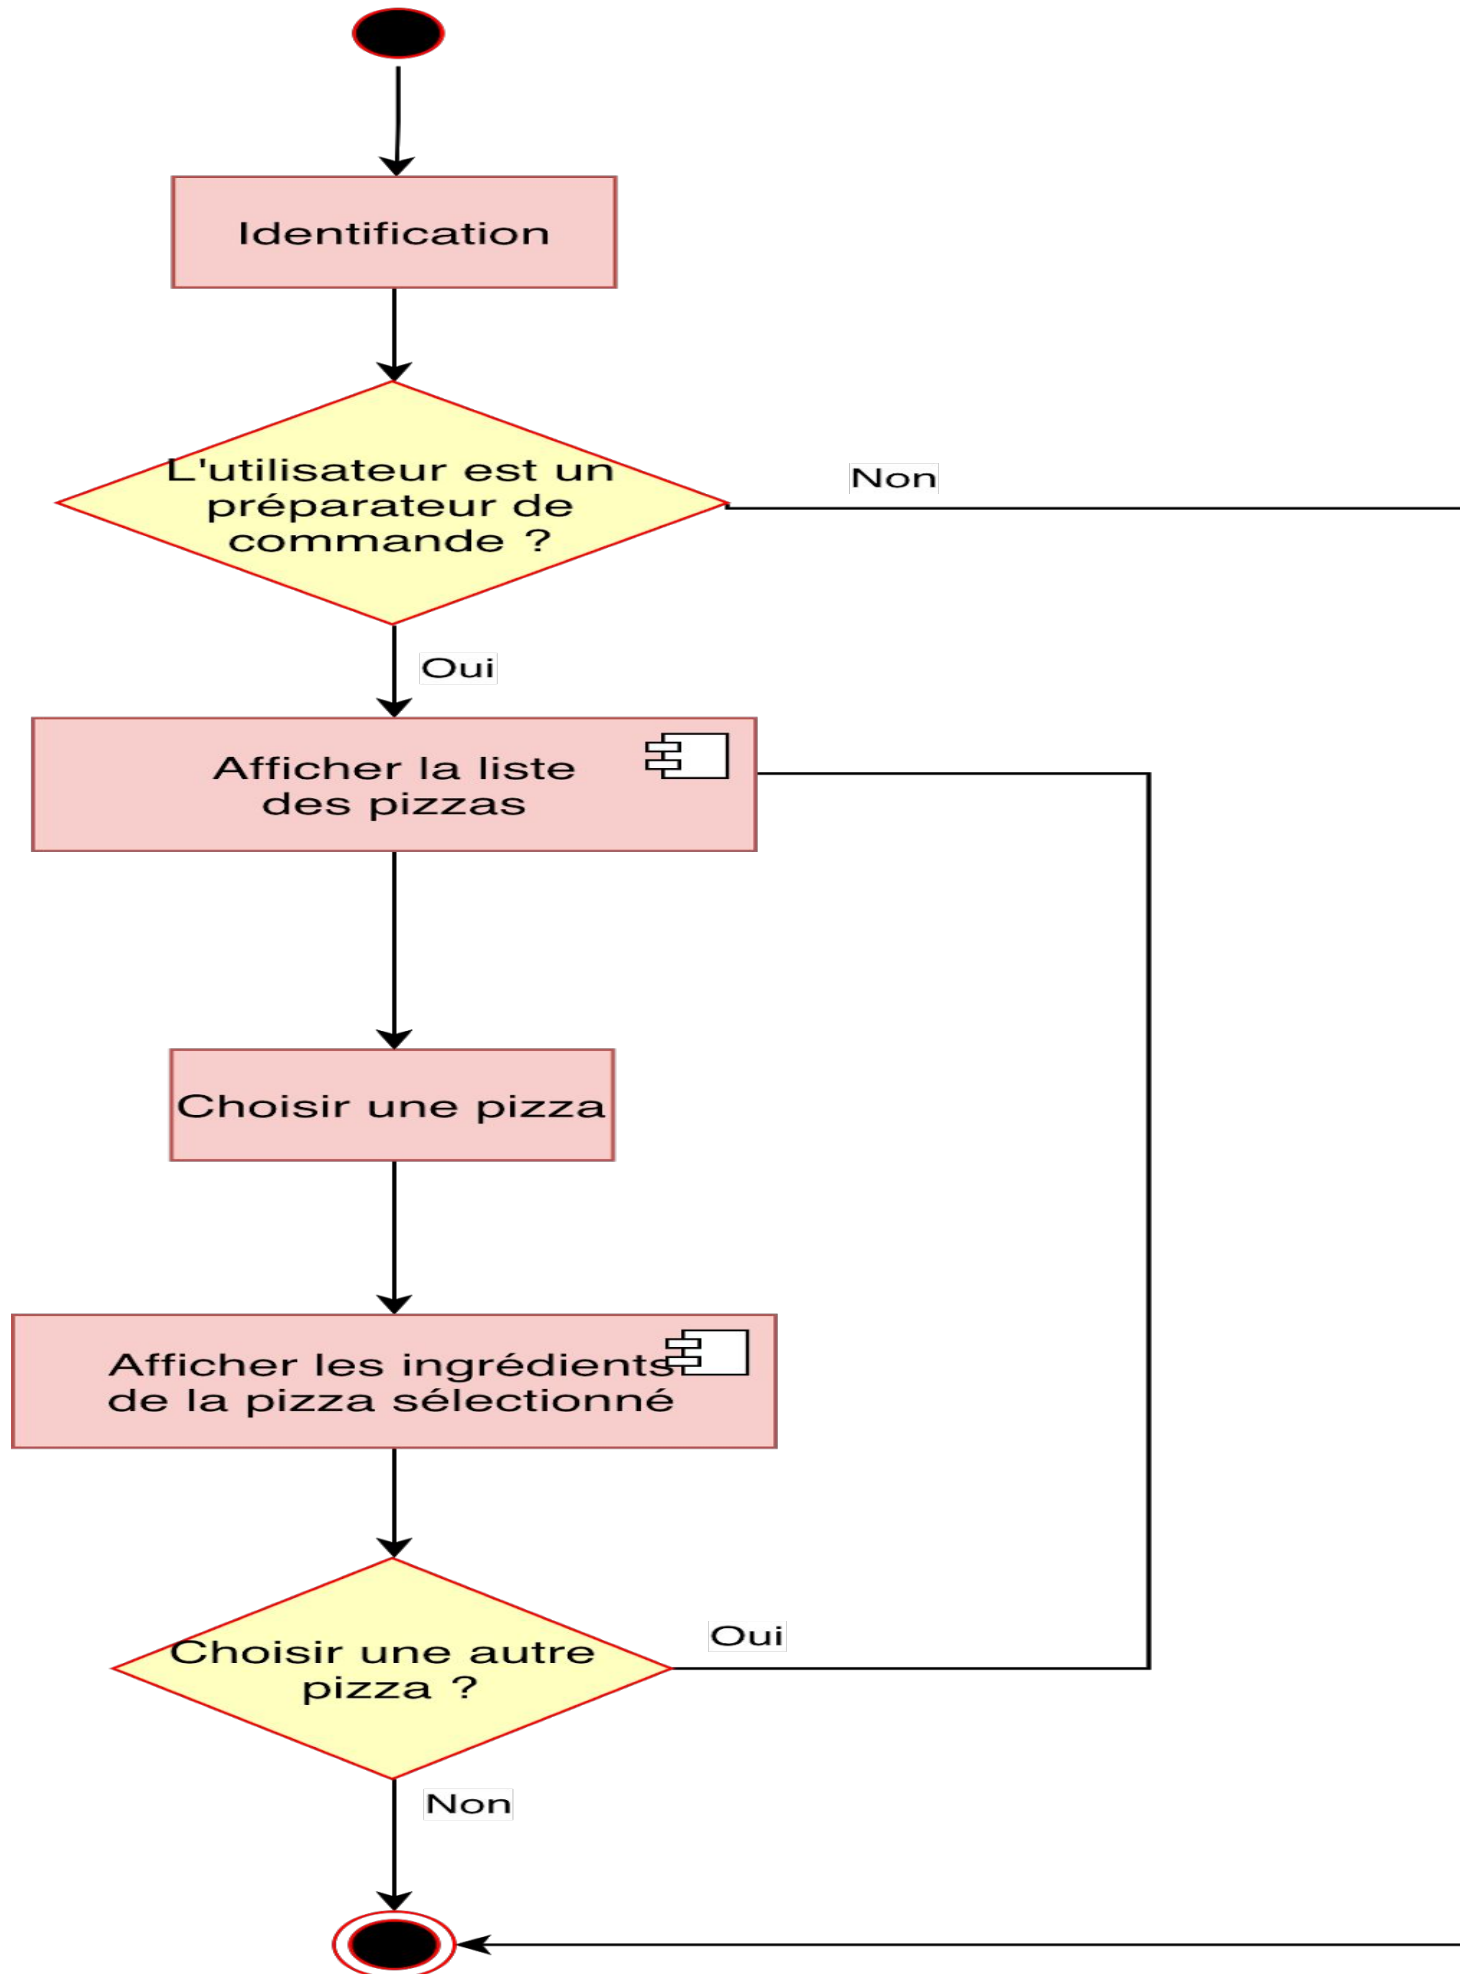 Identification
L'utilisateur est un
préparateur de
commande ?
Non
Oui
Afficher la liste
des pizzas
Choisir une pizza
Afficher les ingrédients
de la pizza sélectionné
Choisir une autre
pizza ?
Oui
Non